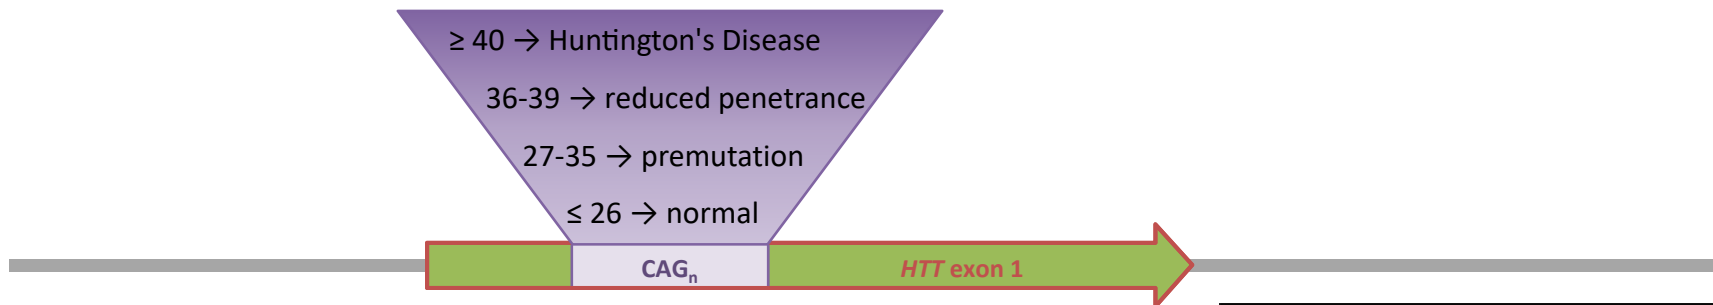 ≥ 40 → Huntington's Disease
36-39 → reduced penetrance
27-35 → premutation
≤ 26 → normal
CAGₙ
HTT exon 1